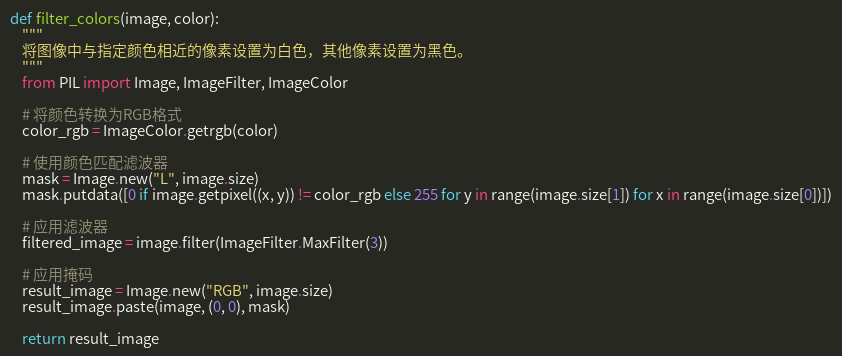 def filter_colors(image, color):
"""
将图像中与指定颜色相近的像素设置为白色，其他像素设置为黑色。
"""
from PIL import Image, ImageFilter, ImageColor
# 将颜色转换为RGB格式
color_rgb = ImageColor.getrgb(color)
# 使用颜色匹配滤波器
mask = Image.new("L", image.size)
mask.putdata([0 if image.getpixel((x, y)) != color_rgb else 255 for y in range(image.size[1]) for x in range(image.size[0])])
# 应用滤波器
filtered_image = image.filter(ImageFilter.MaxFilter(3))
# 应用掩码
result_image = Image.new("RGB", image.size)
result_image.paste(image, (0, 0), mask)
return result_image